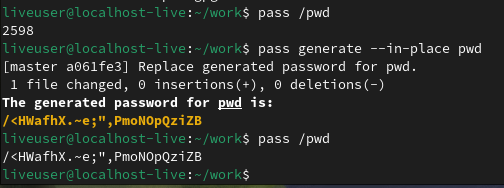 liveuser@localhost-live:~/work$ pass /pwd
2598
liveuser@localhost-live:~/work$ pass generate --in-place pwd
[master a061fe3] Replace generated password for pwd.
 1 file changed, 0 insertions(+), 0 deletions(-)
The generated password for pwd is:
/<HWafhX.~e;",PmoNOpQziZB
liveuser@localhost-live:~/work$ pass /pwd
/<HWafhX.~e;",PmoNOpQziZB
liveuser@localhost-live:~/work$